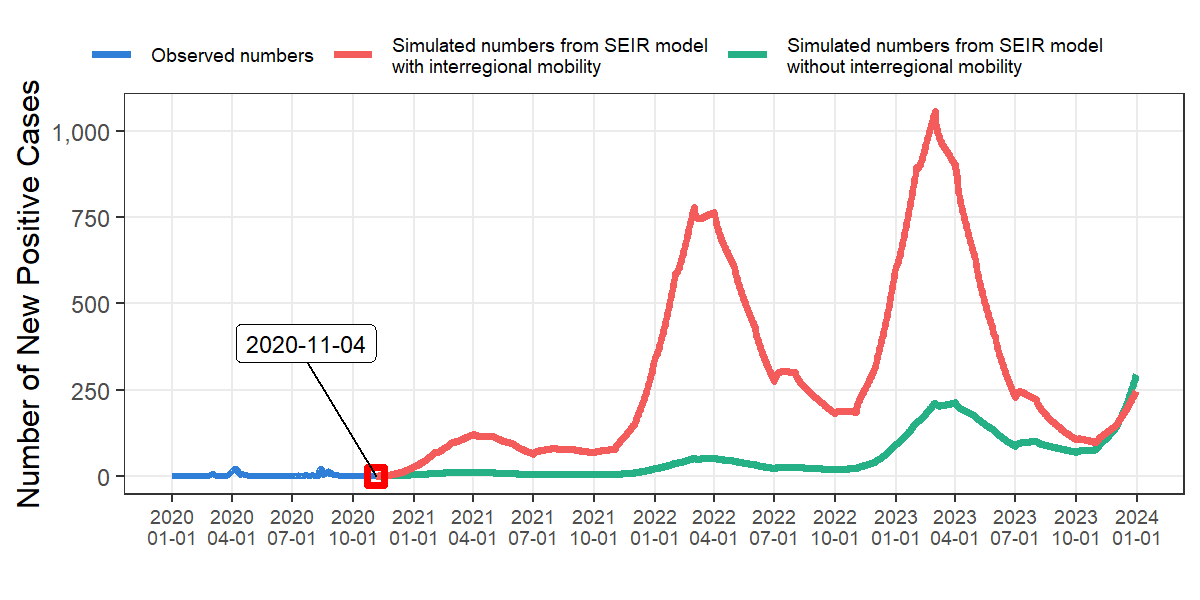 Observed numbers
Simulated numbers from SEIR model
with interregional mobility
Simulated numbers from SEIR model
without interregional mobility
Number of New Positive Cases
1,000
750
500
250
0
2020-11-04
2020 2020 2020 2020 2021 2021 2021 2021 2022 2022 2022 2022 2023 2023 2023 2023 2024
01-01 04-01 07-01 10-01 01-01 04-01 07-01 10-01 01-01 04-01 07-01 10-01 01-01 04-01 07-01 10-01 01-01